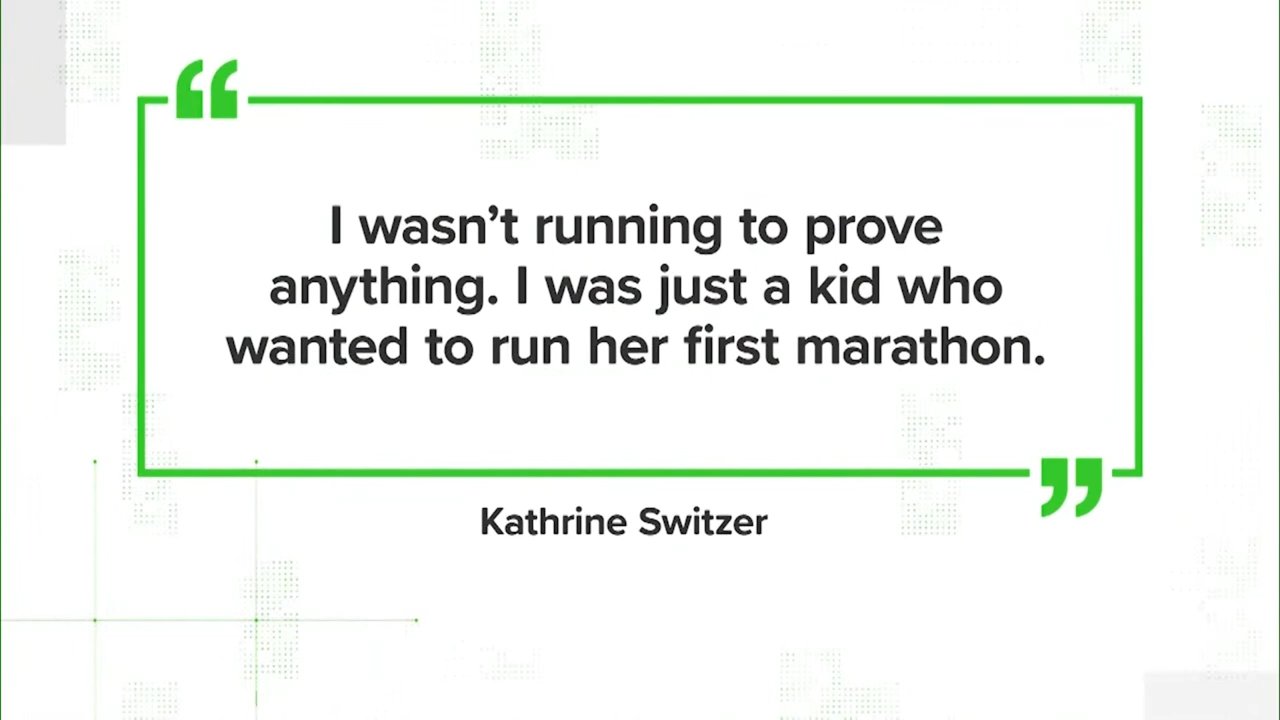 “
I wasn’t running to prove
anything. I was just a kid who
wanted to run her first marathon.
”
Kathrine Switzer